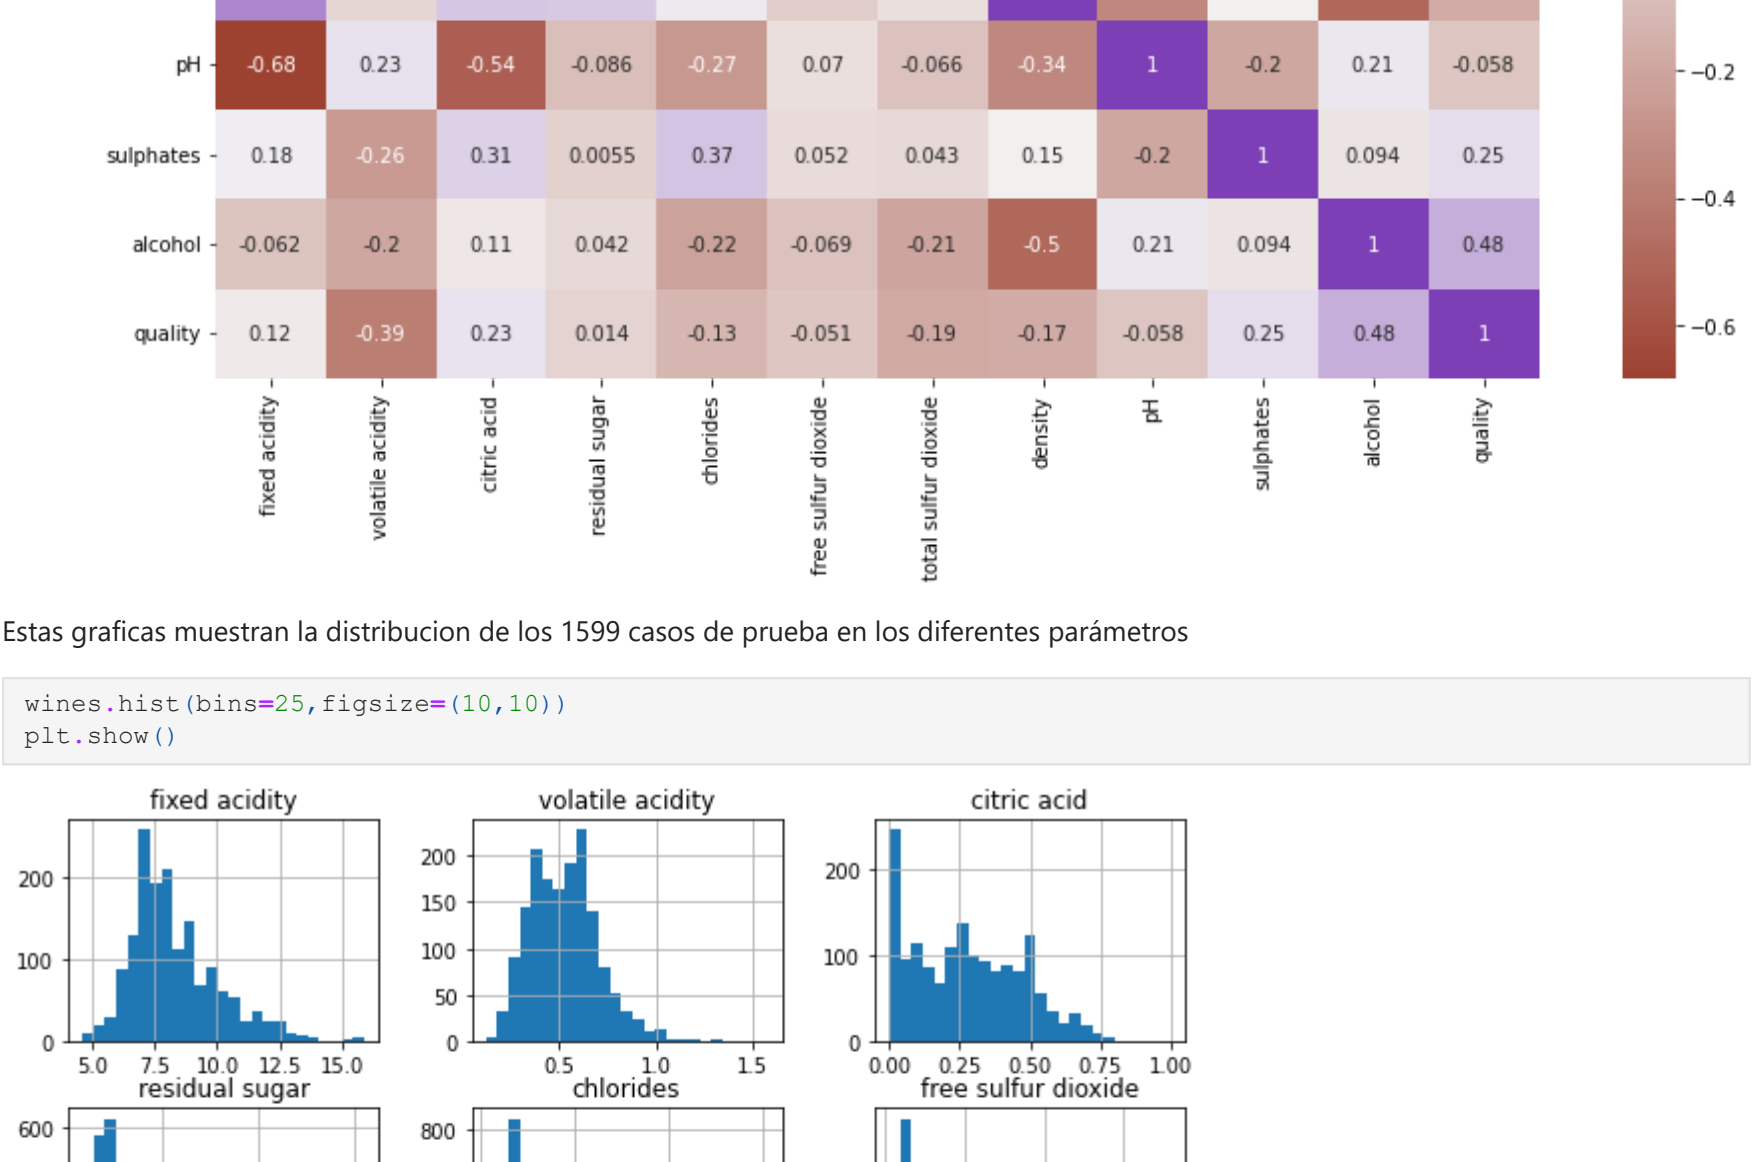 pH -0.68 0.23 -0.54 -0.086 -0.27 0.07 -0.066 -0.34 1 -0.2 0.21 -0.058 -0.2
sulphates 0.18 -0.26 0.31 0.0055 0.37 0.052 0.043 0.15 -0.2 1 0.094 0.25
-0.4
alcohol -0.062 -0.2 0.11 0.042 -0.22 -0.069 -0.21 -0.5 0.21 0.094 1 0.48
quality 0.12 -0.39 0.23 0.014 -0.13 -0.051 -0.19 -0.17 -0.058 0.25 0.48 1 -0.6
fixed acidity
volatile acidity
citric acid
residual sugar
chlorides
free sulfur dioxide
total sulfur dioxide
density
pH
sulphates
alcohol
quality
Estas graficas muestran la distribucion de los 1599 casos de prueba en los diferentes parámetros
wines.hist(bins=25,figsize=(10,10))
plt.show()
fixed acidity
200
100
0
5.0 7.5 10.0 12.5 15.0
volatile acidity
200
150
100
50
0
0.5 1.0 1.5
citric acid
200
100
0
0.00 0.25 0.50 0.75 1.00
residual sugar
600
chlorides
800
free sulfur dioxide